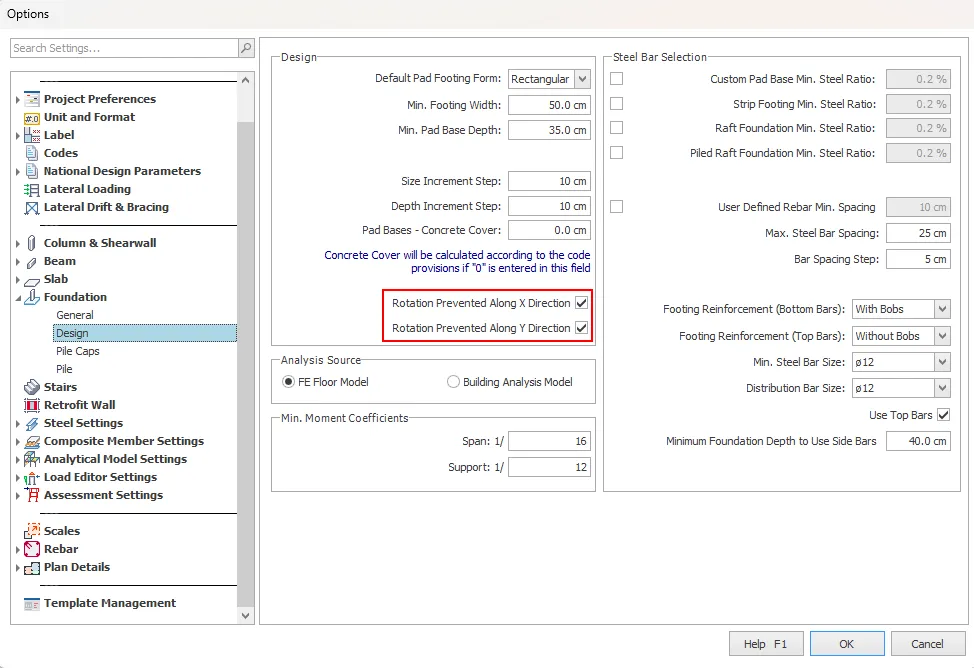 Options
Search Settings...
Project Preferences
Unit and Format
Label
Codes
National Design Parameters
Lateral Loading
Lateral Drift & Bracing
Column & Shearwall
Beam
Slab
Foundation
General
Design
Pile Caps
Pile
Stairs
Retrofit Wall
Steel Settings
Composite Member Settings
Analytical Model Settings
Load Editor Settings
Assessment Settings
Scales
Rebar
Plan Details
Template Management
Design
Default Pad Footing Form: Rectangular
Min. Footing Width: 50.0 cm
Min. Pad Base Depth: 35.0 cm
Size Increment Step: 10 cm
Depth Increment Step: 10 cm
Pad Bases - Concrete Cover: 0.0 cm
Concrete Cover will be calculated according to the code
provisions if "0" is entered in this field
Rotation Prevented Along X Direction
Rotation Prevented Along Y Direction
Analysis Source
FE Floor Model Building Analysis Model
Min. Moment Coefficients
Span: 1/ 16
Support: 1/ 12
Steel Bar Selection
Custom Pad Base Min. Steel Ratio: 0.2 %
Strip Footing Min. Steel Ratio: 0.2 %
Raft Foundation Min. Steel Ratio: 0.2 %
Piled Raft Foundation Min. Steel Ratio: 0.2 %
User Defined Rebar Min. Spacing 10 cm
Max. Steel Bar Spacing: 25 cm
Bar Spacing Step: 5 cm
Footing Reinforcement (Bottom Bars): With Bobs
Footing Reinforcement (Top Bars): Without Bobs
Min. Steel Bar Size: ø12
Distribution Bar Size: ø12
Use Top Bars
Minimum Foundation Depth to Use Side Bars 40.0 cm
Help F1 OK Cancel